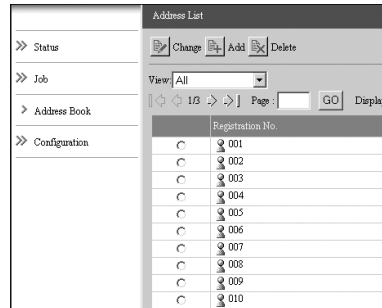 Address List
Status
Change Add Delete
Job
View: All
1/3 Page : GO Displa
Address Book
Registration No.
Configuration
001
002
003
004
005
006
007
008
009
010